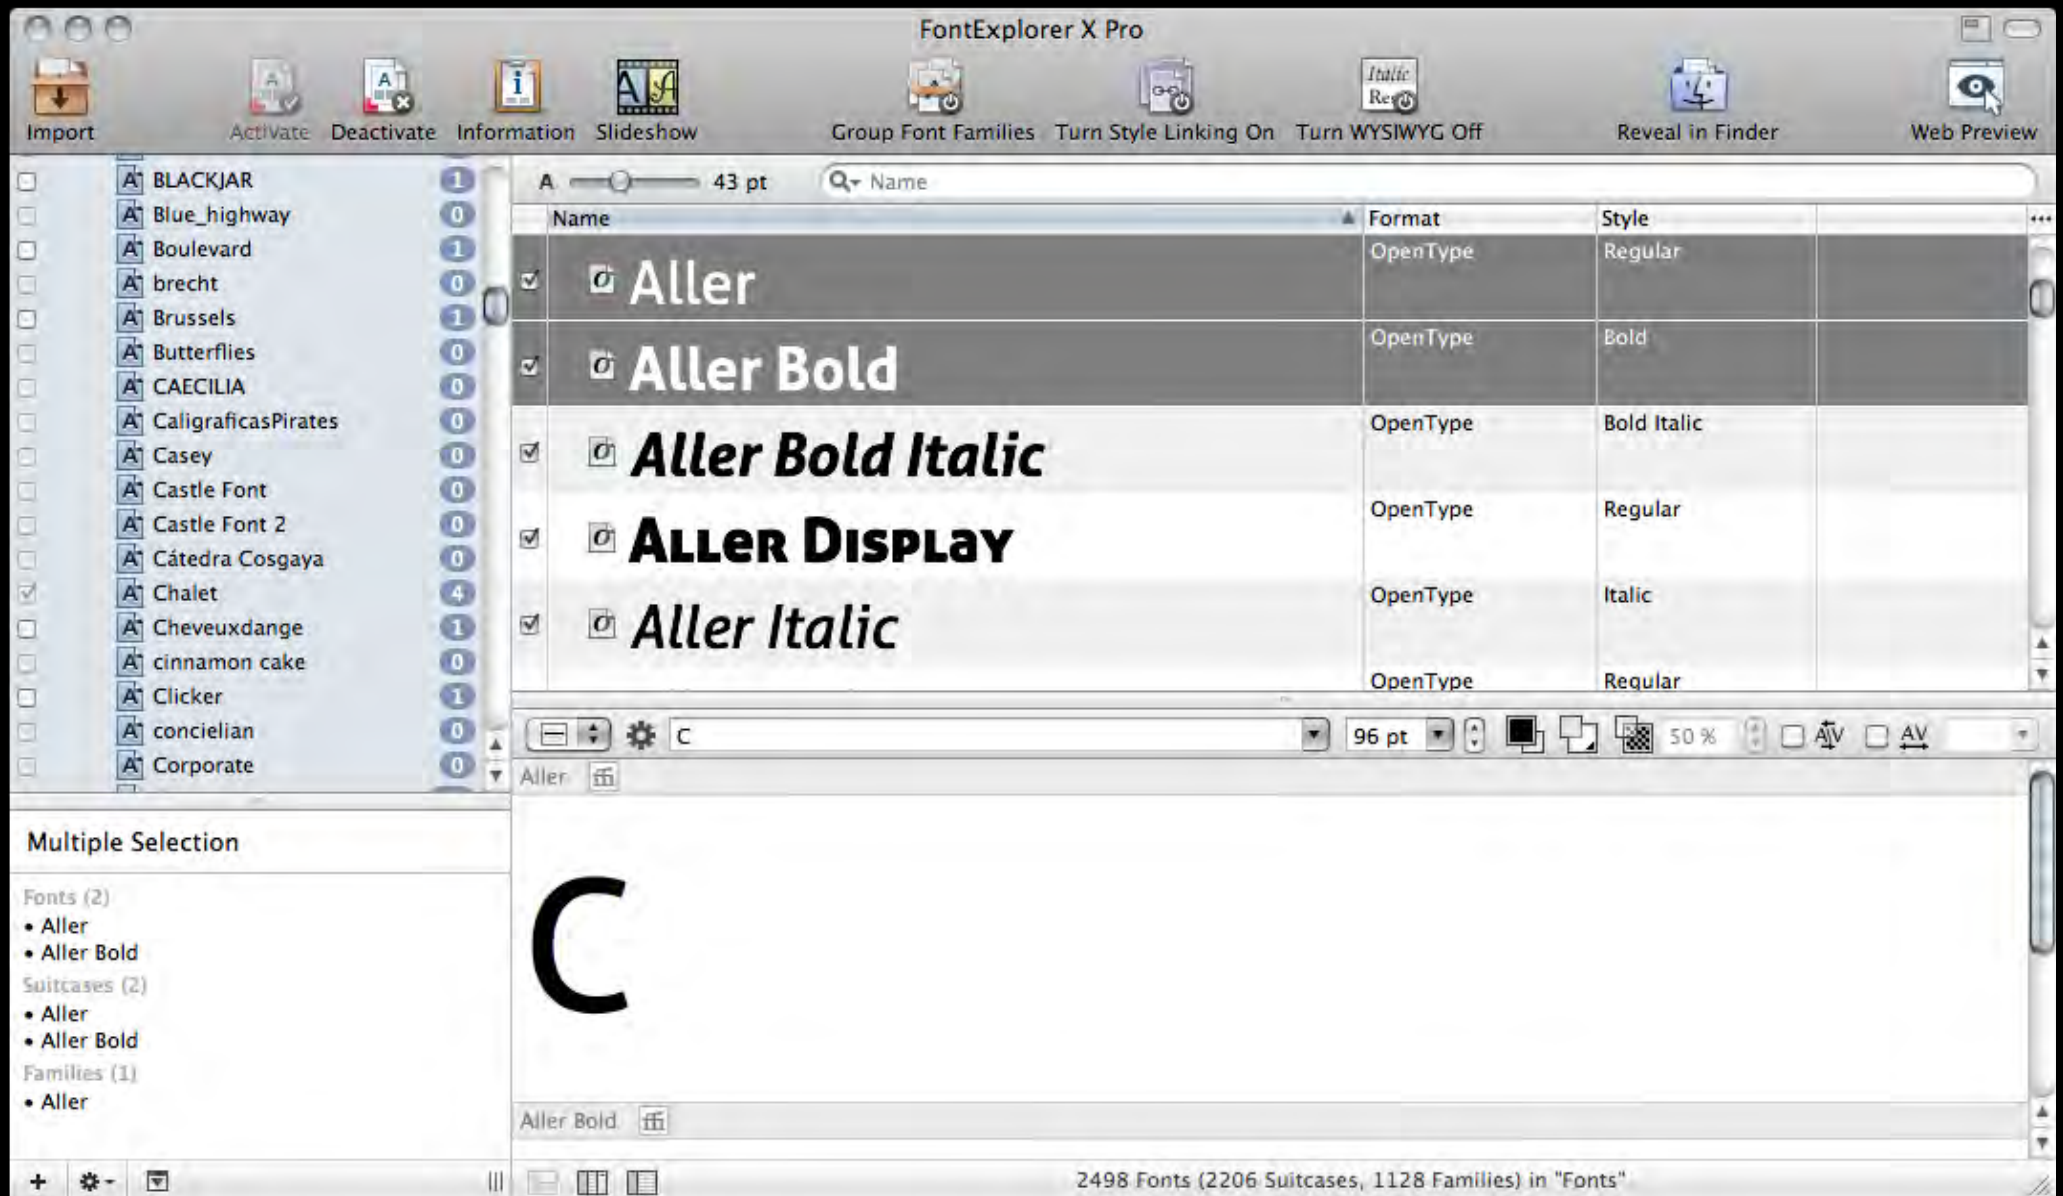 FontExplorer X Pro
Import
Activate
Deactivate
Information
Slideshow
Group Font Families
Turn Style Linking On
Turn WYSIWYG Off
Reveal in Finder
Web Preview
BLACKJAR 1
Blue_highway 0
Boulevard 1
brecht 0
Brussels 1
Butterflies 0
CAECILIA 0
CaligraficasPirates 0
Casey 0
Castle Font 0
Castle Font 2 0
Cátedra Cosgaya 0
Chalet 4
Cheveuxdange 1
cinnamon cake 0
Clicker 1
concielian 0
Corporate 0
A 43 pt Name
Name Format Style
Aller OpenType Regular
Aller Bold OpenType Bold
Aller Bold Italic OpenType Bold Italic
Aller Display OpenType Regular
Aller Italic OpenType Italic
OpenType Regular
C 96 pt 50 % AV AV
Aller ffi
C
Aller Bold ffi
Multiple Selection
Fonts (2)
• Aller
• Aller Bold
Suitcases (2)
• Aller
• Aller Bold
Families (1)
• Aller
2498 Fonts (2206 Suitcases, 1128 Families) in "Fonts"